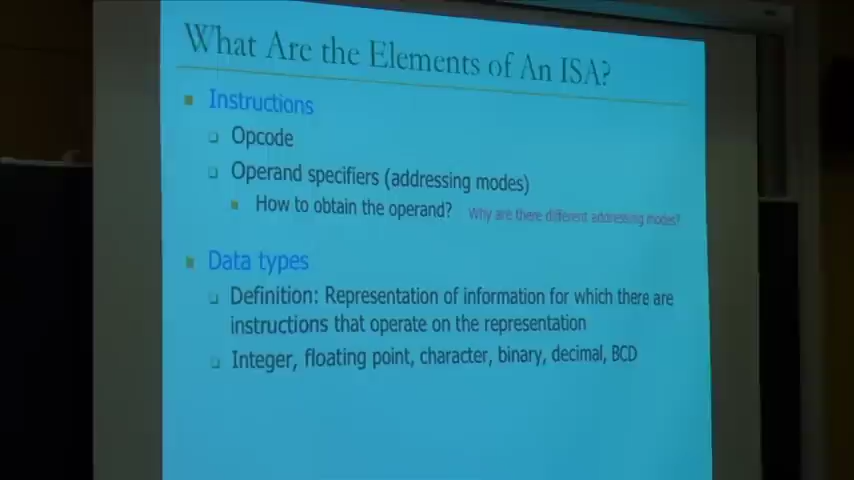 What Are the Elements of An ISA?
Instructions
Opcode
Operand specifiers (addressing modes)
How to obtain the operand? Why are there different addressing modes?
Data types
Definition: Representation of information for which there are
instructions that operate on the representation
Integer, floating point, character, binary, decimal, BCD